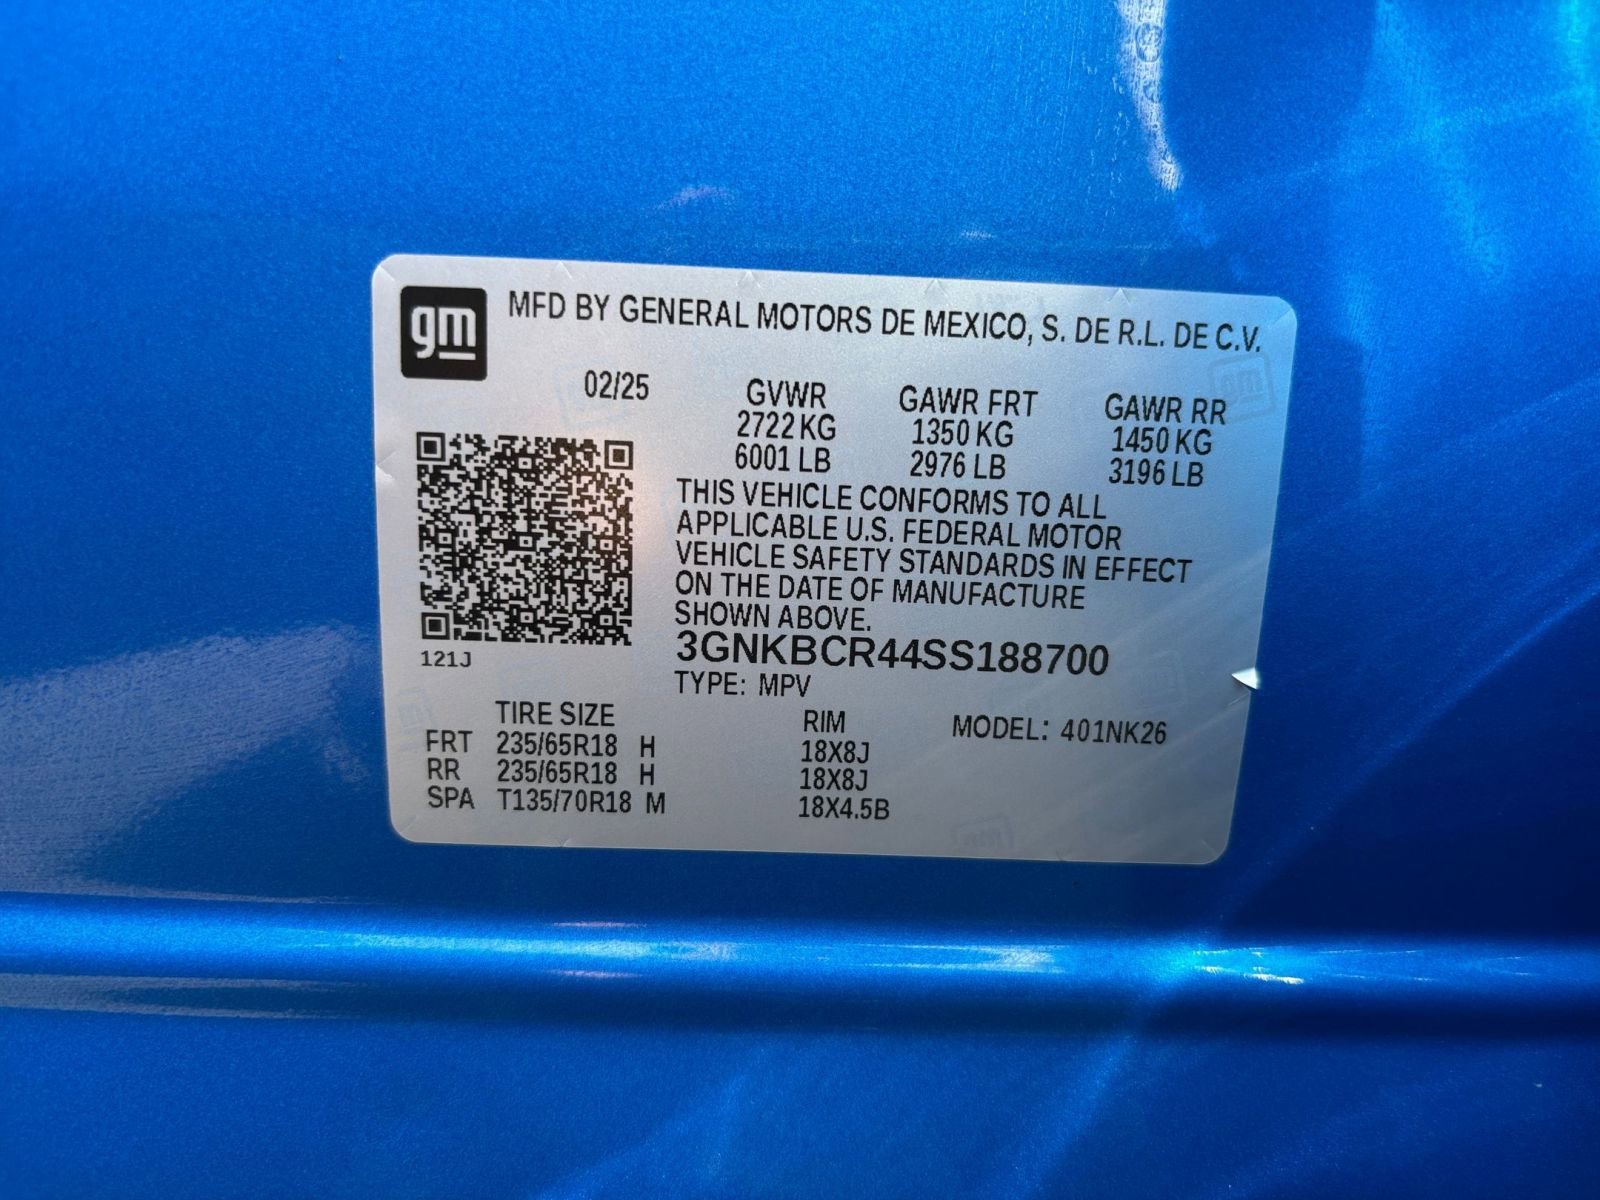 gm
MFD BY GENERAL MOTORS DE MEXICO, S. DE R.L. DE C.V.
02/25
GVWR GAWR FRT GAWR RR
2722 KG 1350 KG 1450 KG
6001 LB 2976 LB 3196 LB
THIS VEHICLE CONFORMS TO ALL
APPLICABLE U.S. FEDERAL MOTOR
VEHICLE SAFETY STANDARDS IN EFFECT
ON THE DATE OF MANUFACTURE
SHOWN ABOVE.
3GNKBCR44SS188700
121J
TYPE: MPV
TIRE SIZE RIM MODEL: 401NK26
FRT 235/65R18 H 18X8J
RR 235/65R18 H 18X8J
SPA T135/70R18 M 18X4.5B